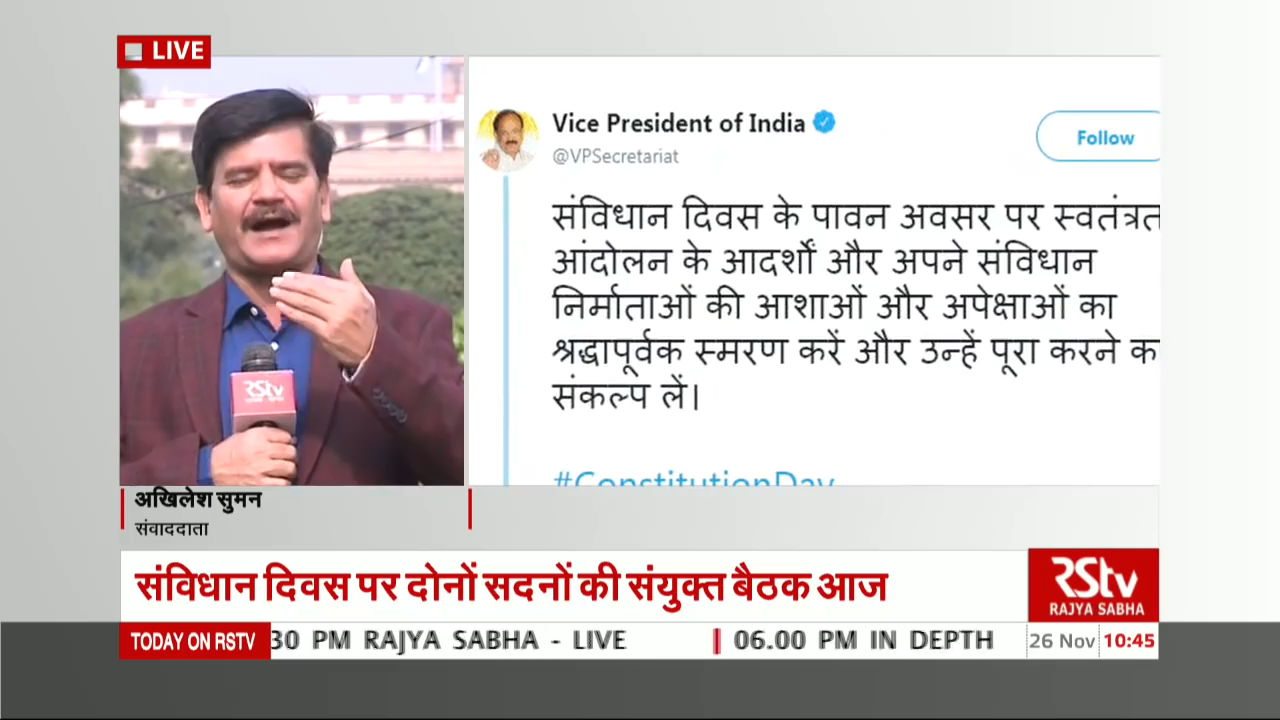 LIVE
Vice President of India
@VPSecretariat
Follow
संविधान दिवस के पावन अवसर पर स्वतंत्रत
आंदोलन के आदर्शों और अपने संविधान
निर्माताओं की आशाओं और अपेक्षाओं का
श्रद्धापूर्वक स्मरण करें और उन्हें पूरा करने क
संकल्प लें।
#ConstitutionDay
RSTV
अखिलेश सुमन
संवाददाता
संविधान दिवस पर दोनों सदनों की संयुक्त बैठक आज
RSTV
RAJYA SABHA
TODAY ON RSTV
30 PM RAJYA SABHA - LIVE
06.00 PM IN DEPTH
26 Nov
10:45